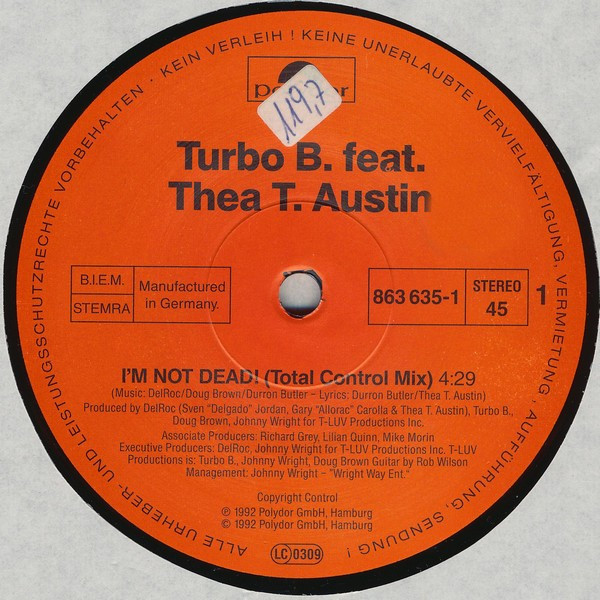 ALLE URHEBER- UND LEISTUNGSSCHUTZRECHTE VORBEHALTEN · KEIN VERLEIH ! KEINE UNERLAUBTE VERVIELFÄLTIGUNG, VERMIETUNG, AUFFÜHRUNG, SENDUNG !
polydor
119,7
Turbo B. feat.
Thea T. Austin
B.I.E.M.
STEMRA
Manufactured
in Germany.
863 635-1
STEREO
45
1
I'M NOT DEAD! (Total Control Mix) 4:29
(Music: DelRoc/Doug Brown/Durron Butler – Lyrics: Durron Butler/Thea T. Austin)
Produced by DelRoc (Sven "Delgado" Jordan, Gary "Allorac" Carolla & Thea T. Austin), Turbo B.,
Doug Brown, Johnny Wright for T-LUV Productions Inc.
Associate Producers: Richard Grey, Lilian Quinn, Mike Morin
Executive Producers: DelRoc, Johnny Wright for T-LUV Productions Inc. T-LUV
Productions is: Turbo B., Johnny Wright, Doug Brown Guitar by Rob Wilson
Management: Johnny Wright – "Wright Way Ent."
Copyright Control
℗ 1992 Polydor GmbH, Hamburg
© 1992 Polydor GmbH, Hamburg
LC 0309